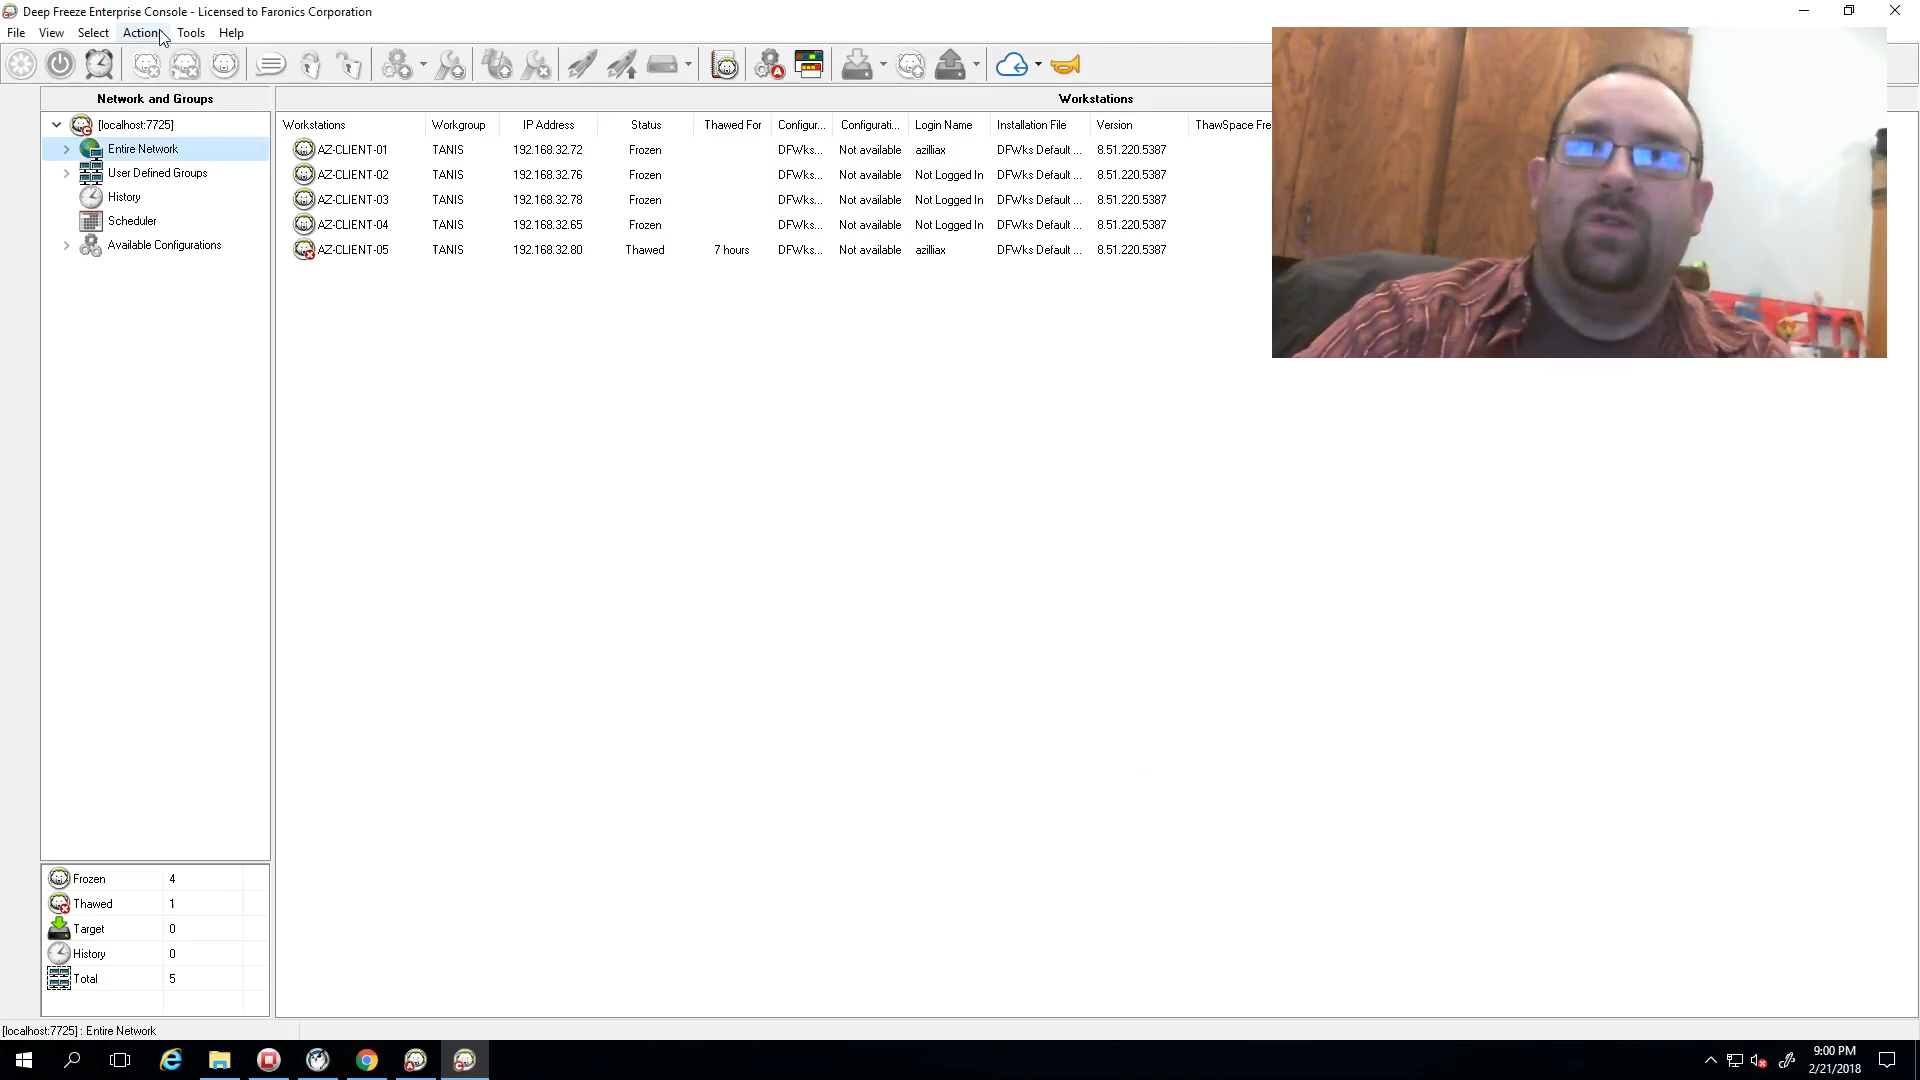 Deep Freeze Enterprise Console - Licensed to Faronics Corporation
File View Select Action Tools Help
Network and Groups
Workstations
[localhost:7725]
Entire Network
User Defined Groups
History
Scheduler
Available Configurations
Workstations Workgroup IP Address Status Thawed For Configur... Configurati... Login Name Installation File Version ThawSpace Fre
AZ-CLIENT-01 TANIS 192.168.32.72 Frozen DFWks... Not available azilliax DFWks Default ... 8.51.220.5387
AZ-CLIENT-02 TANIS 192.168.32.76 Frozen DFWks... Not available Not Logged In DFWks Default ... 8.51.220.5387
AZ-CLIENT-03 TANIS 192.168.32.78 Frozen DFWks... Not available Not Logged In DFWks Default ... 8.51.220.5387
AZ-CLIENT-04 TANIS 192.168.32.65 Frozen DFWks... Not available Not Logged In DFWks Default ... 8.51.220.5387
AZ-CLIENT-05 TANIS 192.168.32.80 Thawed 7 hours DFWks... Not available azilliax DFWks Default ... 8.51.220.5387
Frozen 4
Thawed 1
Target 0
History 0
Total 5
[localhost:7725] : Entire Network
9:00 PM
2/21/2018